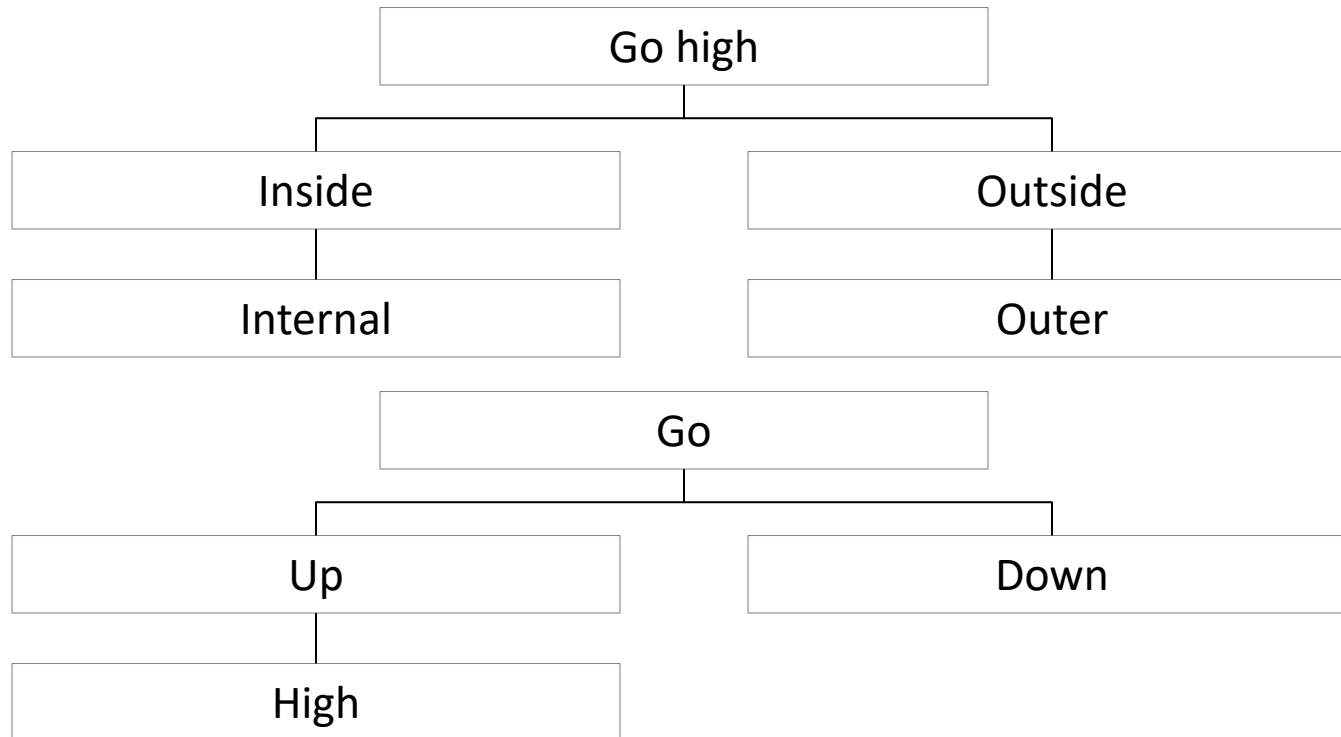 Go high
Inside
Outside
Internal
Outer
Go
Up
Down
High